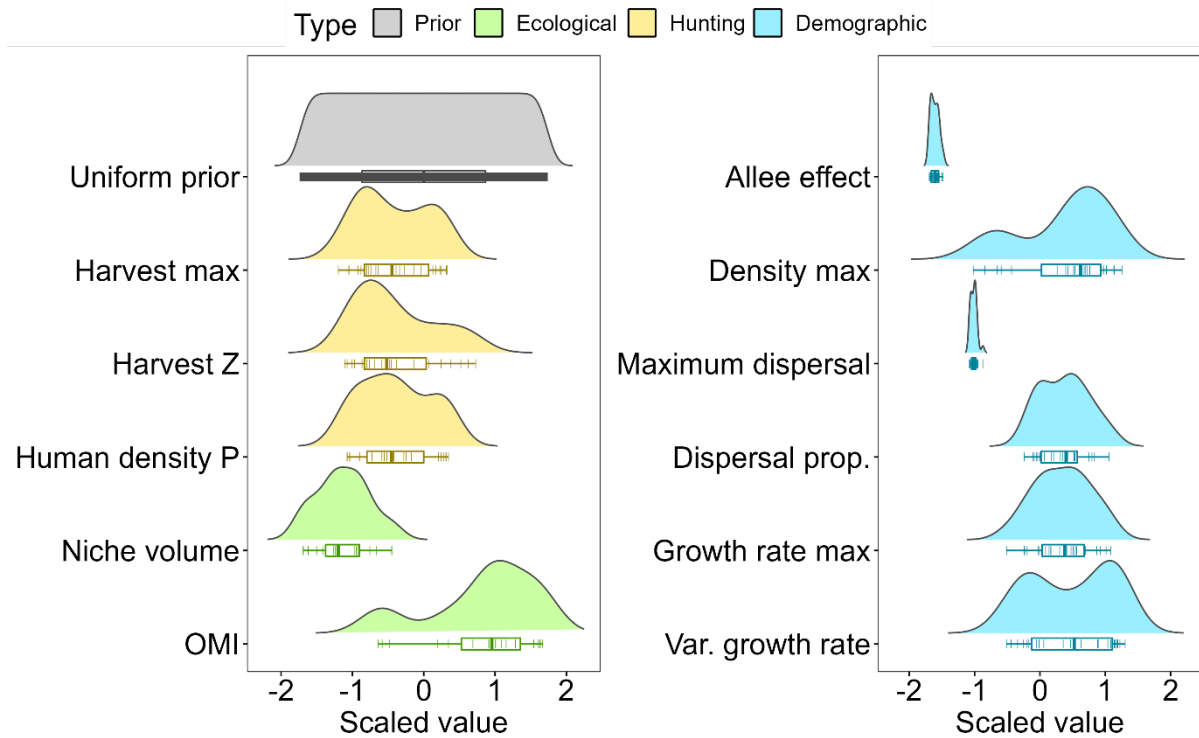 Type Prior Ecological Hunting Demographic
Uniform prior
Harvest max
Harvest Z
Human density P
Niche volume
OMI
-2 -1 0 1 2
Scaled value
Allee effect
Density max
Maximum dispersal
Dispersal prop.
Growth rate max
Var. growth rate
-2 -1 0 1 2
Scaled value